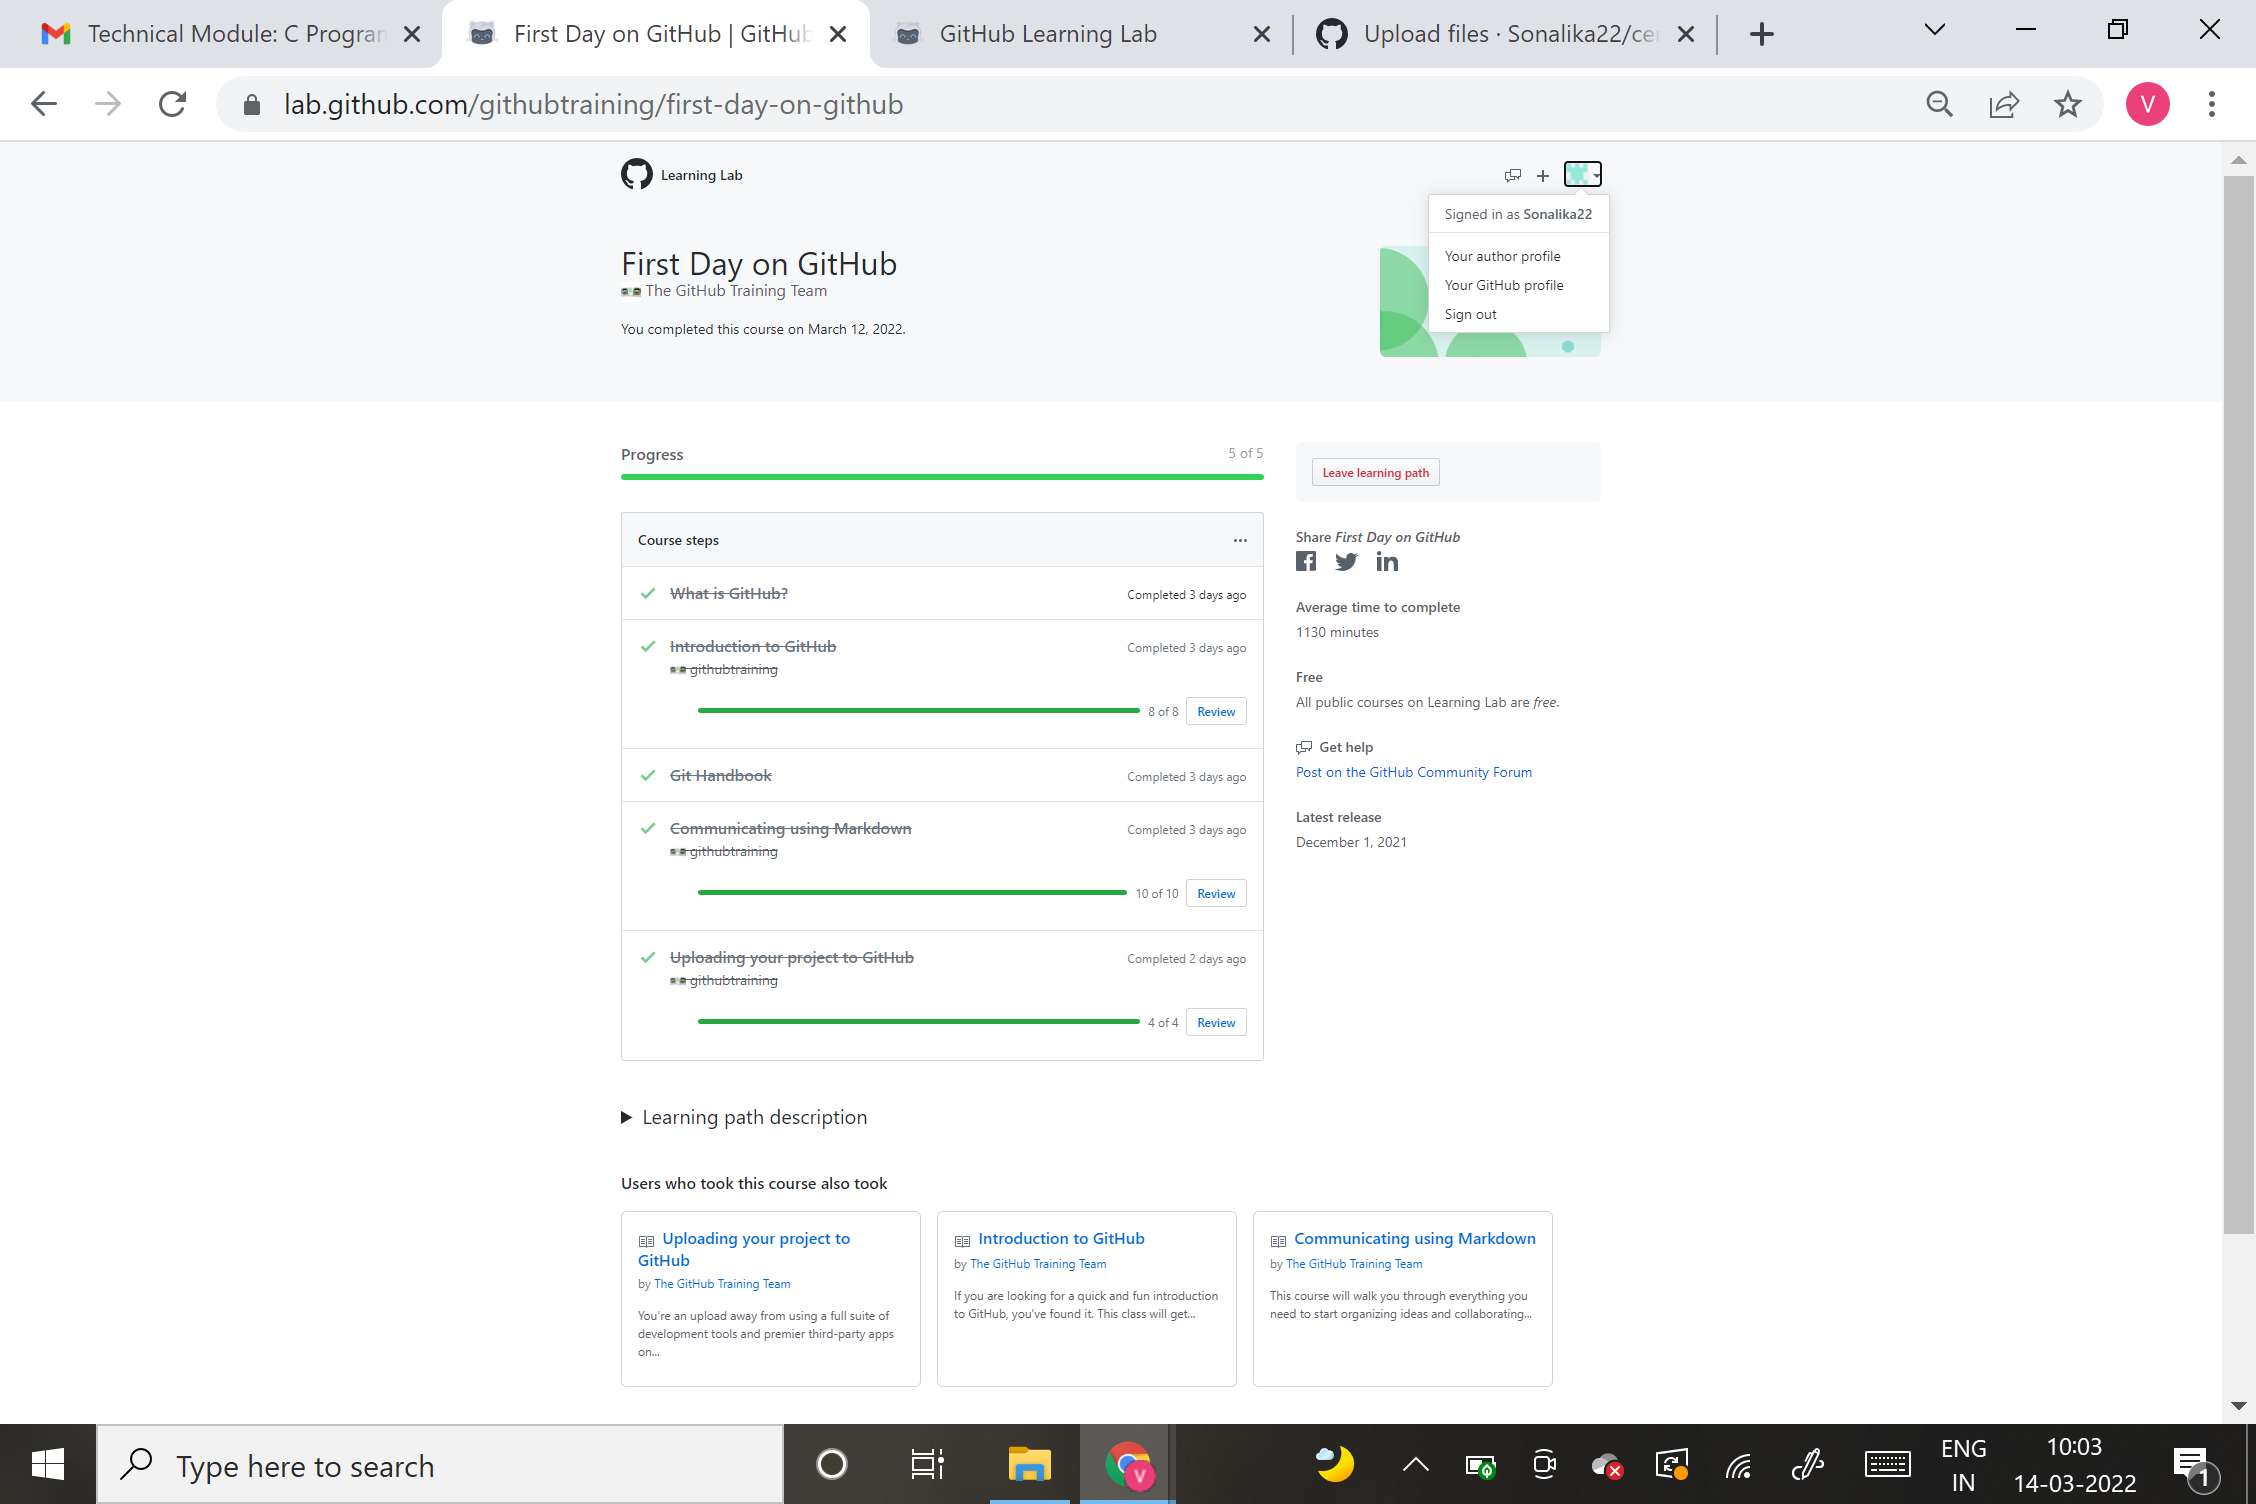 Technical Module: C Progran
First Day on GitHub | GitHub
GitHub Learning Lab
Upload files · Sonalika22/cer
lab.github.com/githubtraining/first-day-on-github
V
Learning Lab
Signed in as Sonalika22
Your author profile
Your GitHub profile
Sign out
First Day on GitHub
The GitHub Training Team
You completed this course on March 12, 2022.
Progress
5 of 5
Leave learning path
Course steps
What is GitHub?
Completed 3 days ago
Introduction to GitHub
Completed 3 days ago
githubtraining
8 of 8
Review
Git Handbook
Completed 3 days ago
Communicating using Markdown
Completed 3 days ago
githubtraining
10 of 10
Review
Uploading your project to GitHub
Completed 2 days ago
githubtraining
4 of 4
Review
Share First Day on GitHub
Average time to complete
1130 minutes
Free
All public courses on Learning Lab are free.
Get help
Post on the GitHub Community Forum
Latest release
December 1, 2021
Learning path description
Users who took this course also took
Uploading your project to
GitHub
by The GitHub Training Team
You're an upload away from using a full suite of
development tools and premier third-party apps
on...
Introduction to GitHub
by The GitHub Training Team
If you are looking for a quick and fun introduction
to GitHub, you've found it. This class will get...
Communicating using Markdown
by The GitHub Training Team
This course will walk you through everything you
need to start organizing ideas and collaborating...
Type here to search
V
ENG
IN
10:03
14-03-2022
1